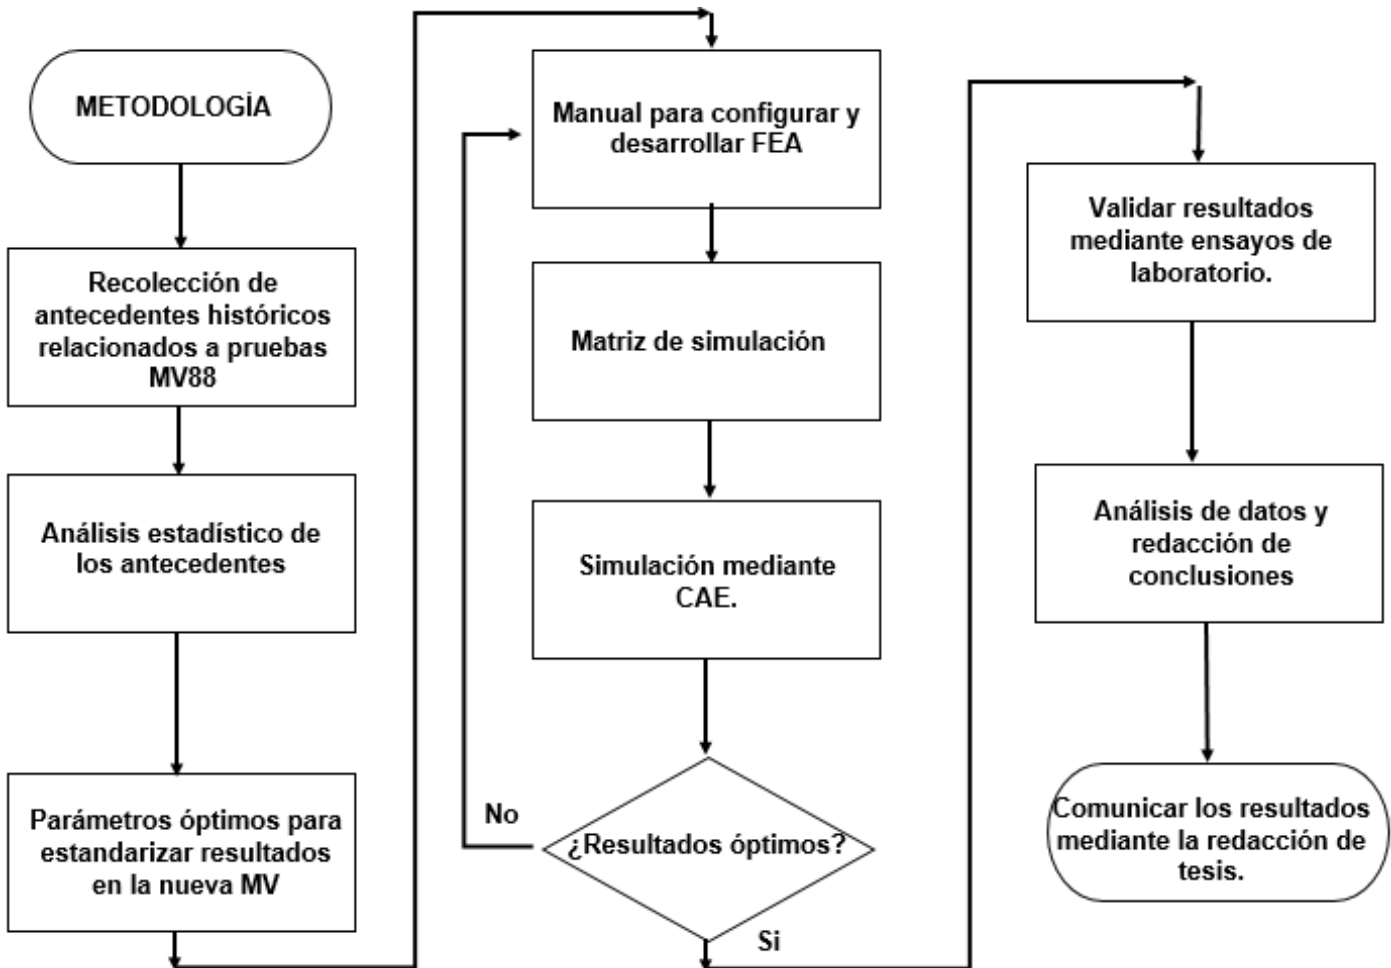 METODOLOGİA
Recolección de
antecedentes históricos
relacionados a pruebas
MV88
Análisis estadístico de
los antecedentes
Parámetros óptimos para
estandarizar resultados
en la nueva MV
Manual para configurar y
desarrollar FEA
Matriz de simulación
Simulación mediante
CAE.
¿Resultados óptimos?
No
Si
Validar resultados
mediante ensayos de
laboratorio.
Análisis de datos y
redacción de
conclusiones
Comunicar los resultados
mediante la redacción de
tesis.